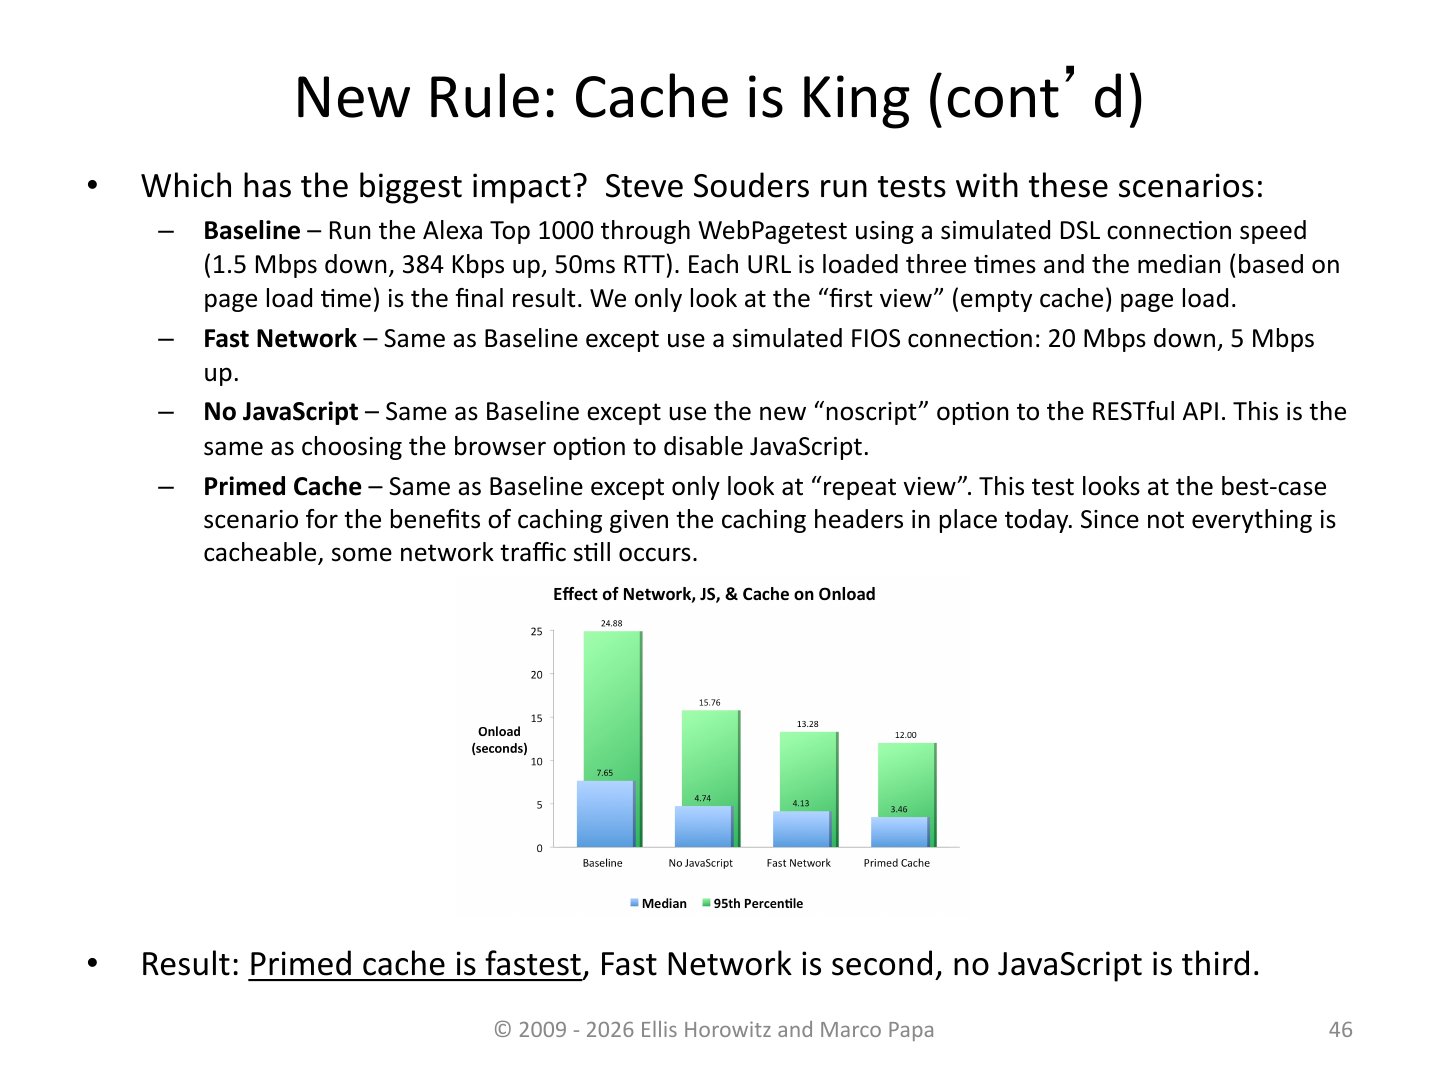 New Rule: Cache is King (cont’d)
• Which has the biggest impact? Steve Souders run tests with these scenarios:
– Baseline – Run the Alexa Top 1000 through WebPagetest using a simulated DSL connection speed
(1.5 Mbps down, 384 Kbps up, 50ms RTT). Each URL is loaded three times and the median (based on
page load time) is the final result. We only look at the “first view” (empty cache) page load.
– Fast Network – Same as Baseline except use a simulated FIOS connection: 20 Mbps down, 5 Mbps
up.
– No JavaScript – Same as Baseline except use the new “noscript” option to the RESTful API. This is the
same as choosing the browser option to disable JavaScript.
– Primed Cache – Same as Baseline except only look at “repeat view”. This test looks at the best-case
scenario for the benefits of caching given the caching headers in place today. Since not everything is
cacheable, some network traffic still occurs.
Effect of Network, JS, & Cache on Onload
24.88
25
20
15.76
15
13.28
Onload
12.00
(seconds)
10
7.65
5
4.74
4.13
3.46
0
Baseline No JavaScript Fast Network Primed Cache
Median 95th Percentile
• Result: Primed cache is fastest, Fast Network is second, no JavaScript is third.
© 2009 - 2026 Ellis Horowitz and Marco Papa
46